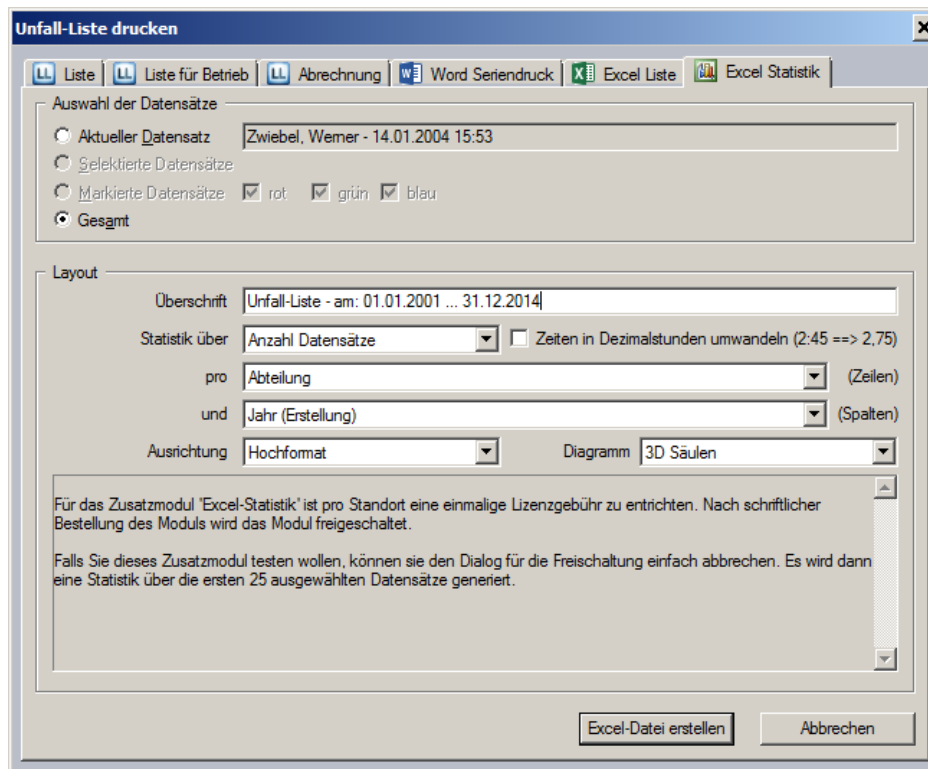 Unfall-Liste drucken
Liste Liste für Betrieb Abrechnung Word Seriendruck Excel Liste Excel Statistik
Auswahl der Datensätze
Aktueller Datensatz Zwiebel, Werner - 14.01.2004 15:53
Selektierte Datensätze
Markierte Datensätze rot grün blau
Gesamt
Layout
Überschrift Unfall-Liste - am: 01.01.2001 ... 31.12.2014
Statistik über Anzahl Datensätze Zeiten in Dezimalstunden umwandeln (2:45 ==> 2,75)
pro Abteilung (Zeilen)
und Jahr (Erstellung) (Spalten)
Ausrichtung Hochformat Diagramm 3D Säulen
Für das Zusatzmodul 'Excel-Statistik' ist pro Standort eine einmalige Lizenzgebühr zu entrichten. Nach schriftlicher
Bestellung des Moduls wird das Modul freigeschaltet.
Falls Sie dieses Zusatzmodul testen wollen, können sie den Dialog für die Freischaltung einfach abbrechen. Es wird dann
eine Statistik über die ersten 25 ausgewählten Datensätze generiert.
Excel-Datei erstellen Abbrechen